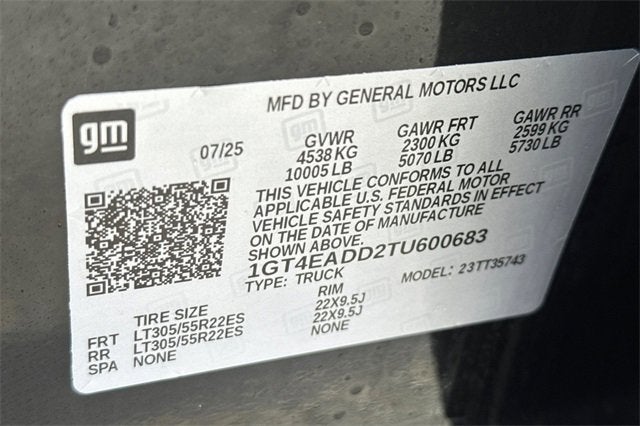 MFD BY GENERAL MOTORS LLC
gm
07/25 GVWR GAWR FRT GAWR RR
4538 KG 2300 KG 2599 KG
10005 LB 5070 LB 5730 LB
THIS VEHICLE CONFORMS TO ALL
APPLICABLE U.S. FEDERAL MOTOR
VEHICLE SAFETY STANDARDS IN EFFECT
ON THE DATE OF MANUFACTURE
1GT4EADD2TU600683
TYPE: TRUCK MODEL: 23TT35743
TIRE SIZE RIM
FRT LT305/55R22ES 22X9.5J
RR LT305/55R22ES 22X9.5J
SPA NONE NONE